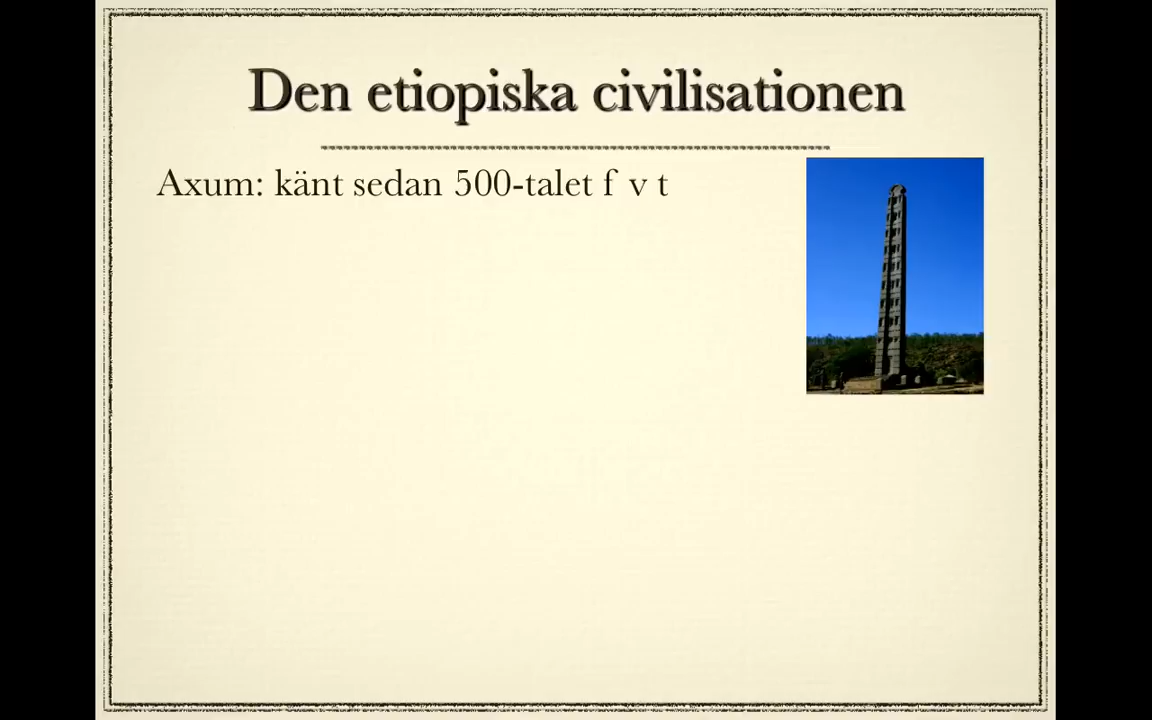 Den etiopiska civilisationen
Axum: känt sedan 500-talet f v t